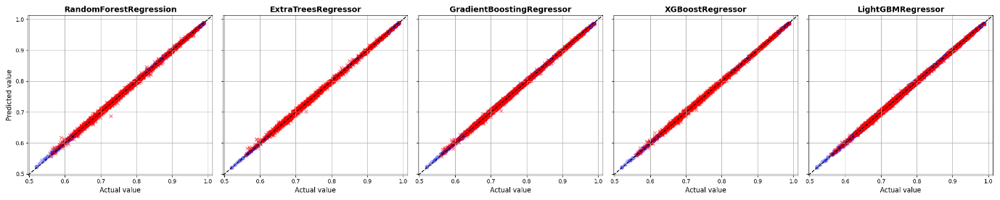 RandomForestRegression
ExtraTreesRegressor
GradientBoostingRegressor
XGBoostRegressor
LightGBMRegressor
Predicted value
1.0
0.9
0.8
0.7
0.6
0.5
0.5 0.6 0.7 0.8 0.9 1.0
0.5 0.6 0.7 0.8 0.9 1.0
0.5 0.6 0.7 0.8 0.9 1.0
0.5 0.6 0.7 0.8 0.9 1.0
0.5 0.6 0.7 0.8 0.9 1.0
Actual value
Actual value
Actual value
Actual value
Actual value